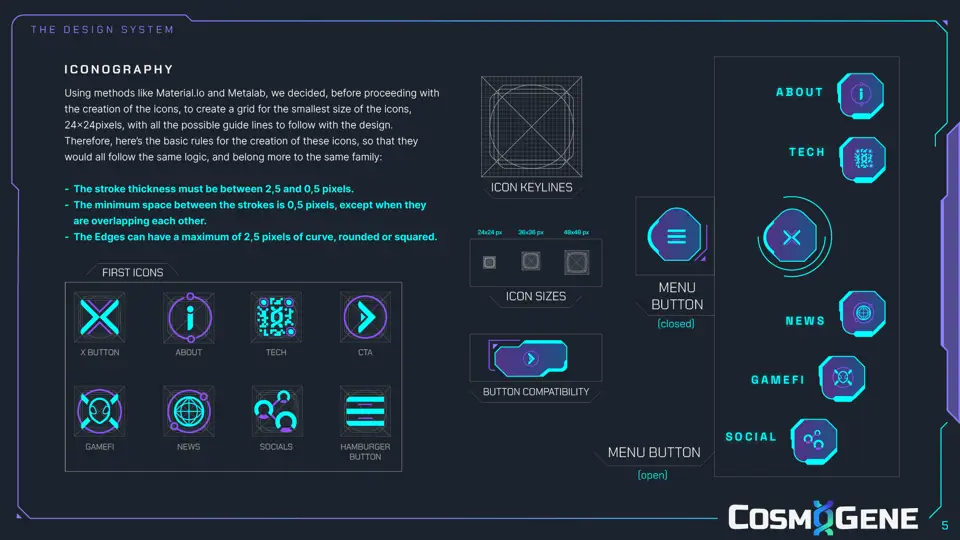 THE DESIGN SYSTEM
ICONOGRAPHY
Using methods like Material.Io and Metalab, we decided, before proceeding with
the creation of the icons, to create a grid for the smallest size of the icons,
24x24pixels, with all the possible guide lines to follow with the design.
Therefore, here's the basic rules for the creation of these icons, so that they
would all follow the same logic, and belong more to the same family:
- The stroke thickness must be between 2,5 and 0,5 pixels.
- The minimum space between the strokes is 0,5 pixels, except when they
are overlapping each other.
- The Edges can have a maximum of 2,5 pixels of curve, rounded or squared.
FIRST ICONS
X BUTTON
ABOUT
TECH
CTA
GAMEFI
NEWS
SOCIALS
HAMBURGER
BUTTON
ICON KEYLINES
24x24 px
36x36 px
48x48 px
ICON SIZES
BUTTON COMPATIBILITY
MENU
BUTTON
(closed)
MENU BUTTON
(open)
ABOUT
TECH
NEWS
GAMEFI
SOCIAL
COSMOGENE
5